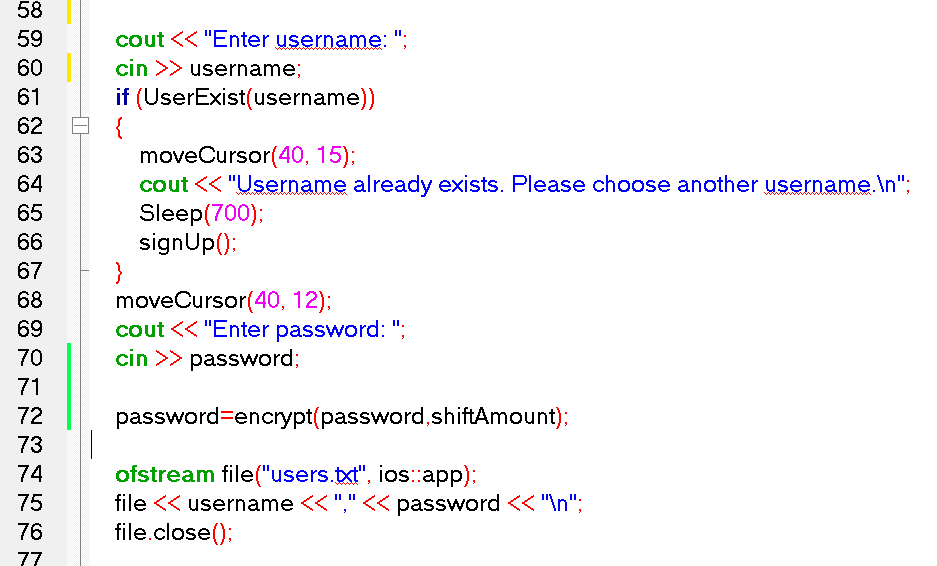 58
59 cout << "Enter username: ";
60 cin >> username;
61 if (UserExist(username))
62 {
63 moveCursor(40, 15);
64 cout << "Username already exists. Please choose another username.\n";
65 Sleep(700);
66 signUp();
67 }
68 moveCursor(40, 12);
69 cout << "Enter password: ";
70 cin >> password;
71
72 password=encrypt(password,shiftAmount);
73
74 ofstream file("users.txt", ios::app);
75 file << username << "," << password << "\n";
76 file.close();
77